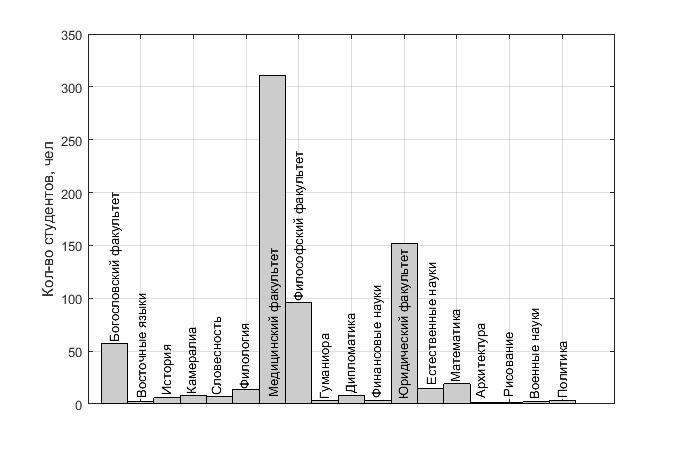 350
300
250
200
150
100
50
0
Кол-во студентов, чел
Богословский факультет
Восточные языки
История
Камералиа
Словесность
Филология
Медицинский факультет
Философский факультет
Гуманиора
Дипломатика
Финансовые науки
Юридический факультет
Естественные науки
Математика
Архитектура
Рисование
Военные науки
Политика